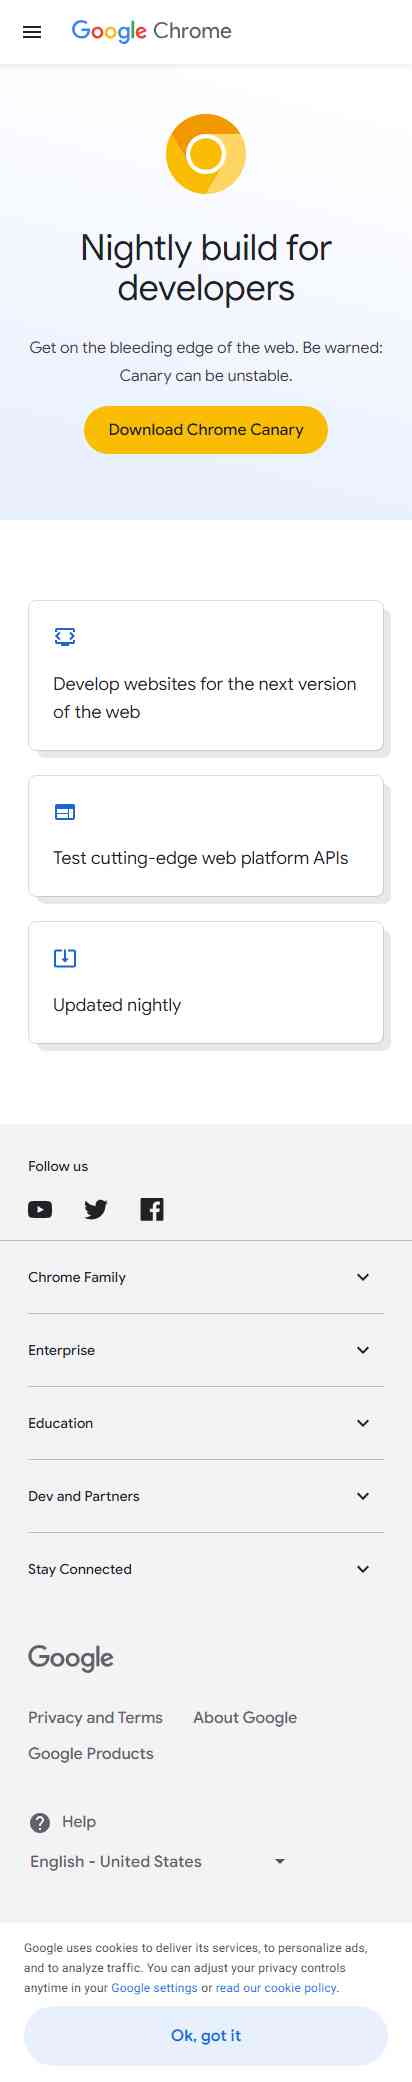 Google Chrome
Nightly build for
developers
Get on the bleeding edge of the web. Be warned:
Canary can be unstable.
Download Chrome Canary
Develop websites for the next version
of the web
Test cutting-edge web platform APIs
Updated nightly
Follow us
Chrome Family
Enterprise
Education
Dev and Partners
Stay Connected
Google
Privacy and Terms About Google
Google Products
Help
English - United States
Google uses cookies to deliver its services, to personalize ads,
and to analyze traffic. You can adjust your privacy controls
anytime in your Google settings or read our cookie policy.
Ok, got it